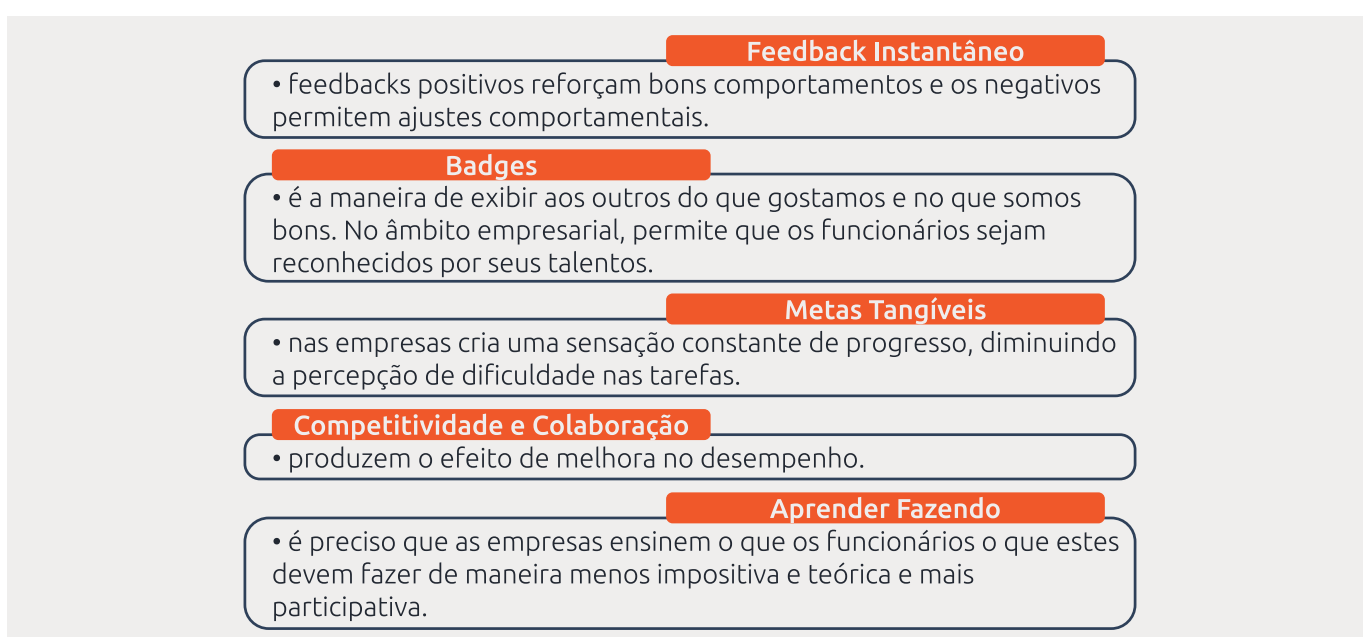 Feedback Instantâneo
• feedbacks positivos reforçam bons comportamentos e os negativos
permitem ajustes comportamentais.
Badges
• é a maneira de exibir aos outros do que gostamos e no que somos
bons. No âmbito empresarial, permite que os funcionários sejam
reconhecidos por seus talentos.
Metas Tangíveis
• nas empresas cria uma sensação constante de progresso, diminuindo
a percepção de dificuldade nas tarefas.
Competitividade e Colaboração
• produzem o efeito de melhora no desempenho.
Aprender Fazendo
• é preciso que as empresas ensinem o que os funcionários o que estes
devem fazer de maneira menos impositiva e teórica e mais
participativa.